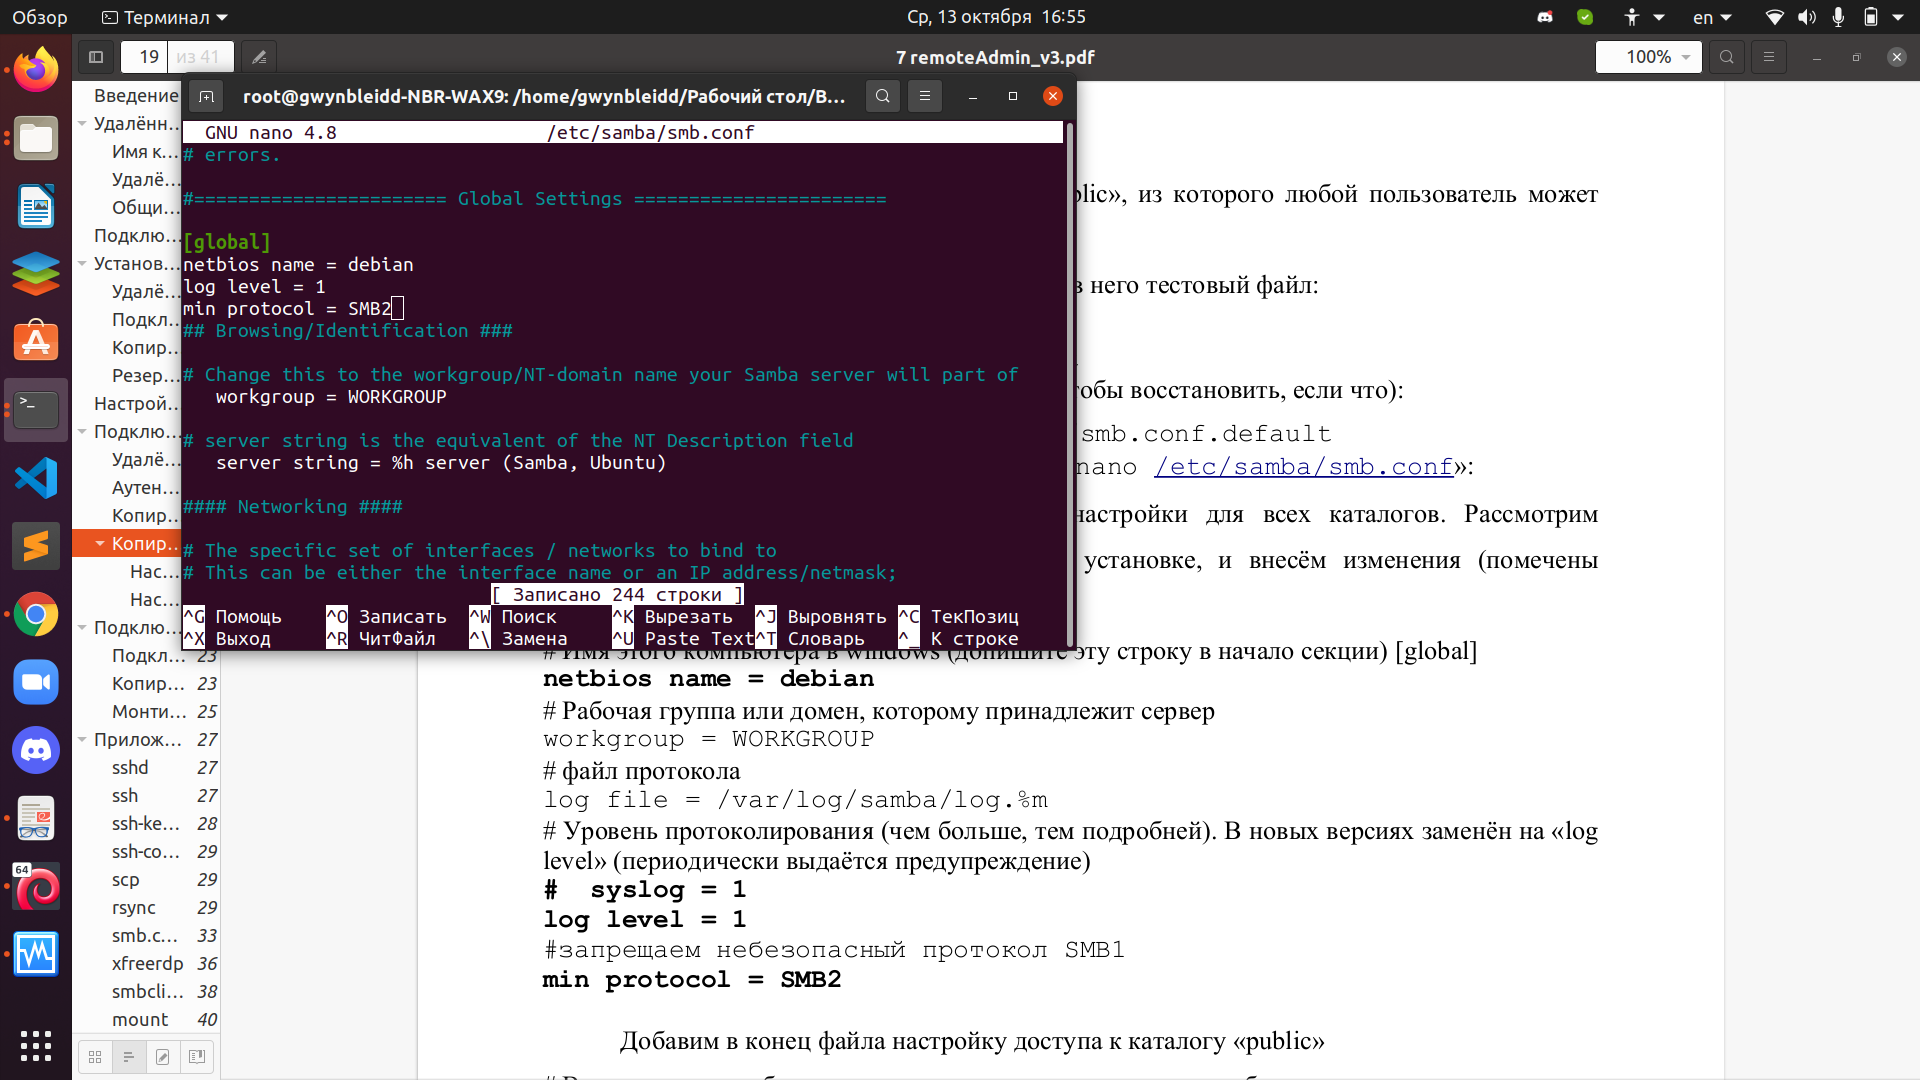 Обзор
Терминал
Ср, 13 октября 16:55
en
19 из 41
7 remoteAdmin_v3.pdf
100%
Введение
Удалённ…
Имя к…
Удалё…
Общи…
Подклю…
Установ…
Удалё…
Подкл…
Копир…
Резер…
Настрой…
Подклю…
Удалё…
Аутен…
Копир…
Копир…
Нас…
Нас…
Подклю…
Подкл… 23
Копир… 23
Монти… 25
Прилож… 27
sshd 27
ssh 27
ssh-ke… 28
ssh-co… 29
scp 29
rsync 29
smb.c… 33
xfreerdp 36
smbcli… 38
mount 40
64
root@gwynbleidd-NBR-WAX9: /home/gwynbleidd/Рабочий стол/В…
GNU nano 4.8 /etc/samba/smb.conf
# errors.
#======================= Global Settings =======================
[global]
netbios name = debian
log level = 1
min protocol = SMB2
## Browsing/Identification ###
# Change this to the workgroup/NT-domain name your Samba server will part of
workgroup = WORKGROUP
# server string is the equivalent of the NT Description field
server string = %h server (Samba, Ubuntu)
#### Networking ####
# The specific set of interfaces / networks to bind to
# This can be either the interface name or an IP address/netmask;
[ Записано 244 строки ]
^G Помощь ^O Записать ^W Поиск ^K Вырезать ^J Выровнять ^C ТекПозиц
^X Выход ^R ЧитФайл ^\ Замена ^U Paste Text ^T Словарь ^_ К строке
blic», из которого любой пользователь может
в него тестовый файл:
тобы восстановить, если что):
smb.conf.default
nano /etc/samba/smb.conf»:
настройки для всех каталогов. Рассмотрим
установке, и внесём изменения (помечены
# Имя этого компьютера в windows (допишите эту строку в начало секции) [global]
netbios name = debian
# Рабочая группа или домен, которому принадлежит сервер
workgroup = WORKGROUP
# файл протокола
log file = /var/log/samba/log.%m
# Уровень протоколирования (чем больше, тем подробней). В новых версиях заменён на «log
level» (периодически выдаётся предупреждение)
# syslog = 1
log level = 1
#запрещаем небезопасный протокол SMB1
min protocol = SMB2
Добавим в конец файла настройку доступа к каталогу «public»